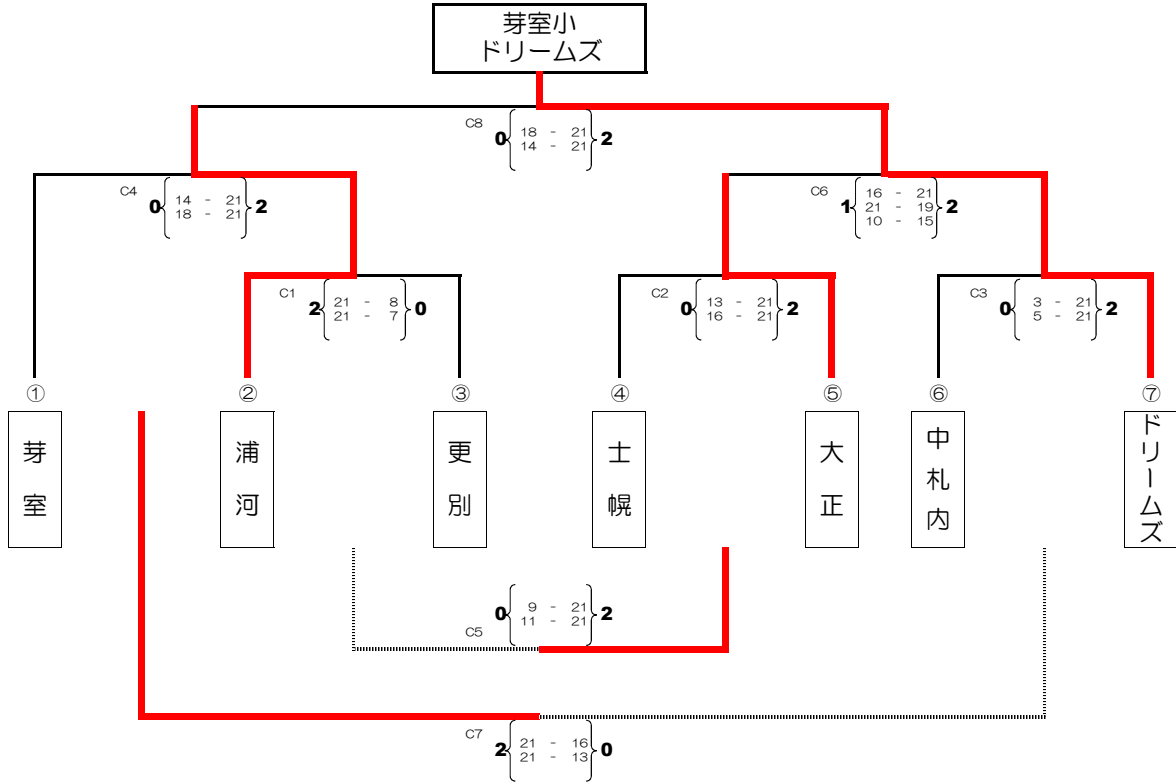 芽室小
ドリームズ
C8
0 18 - 21 2
14 - 21
C4
0 14 - 21 2
18 - 21
C6
16 - 21
1 21 - 19 2
10 - 15
C1
2 21 - 8 0
21 - 7
C2
0 13 - 21 2
16 - 21
C3
0 3 - 21 2
5 - 21
① ② ③ ④ ⑤ ⑥ ⑦
芽室
浦河
更別
士幌
大正
中札内
ドリームズ
0 9 - 21 2
11 - 21
C5
C7
2 21 - 16 0
21 - 13